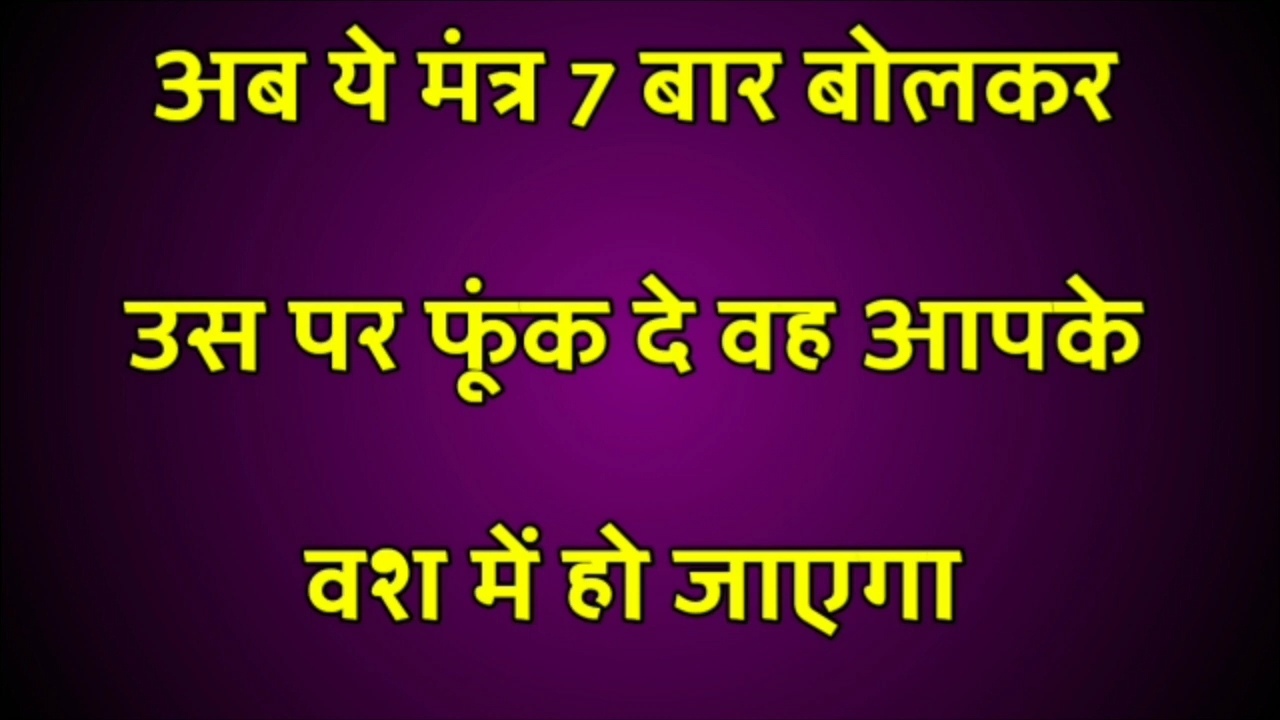 अब ये मंत्र 7 बार बोलकर
उस पर फूंक दे वह आपके
वश में हो जाएगा